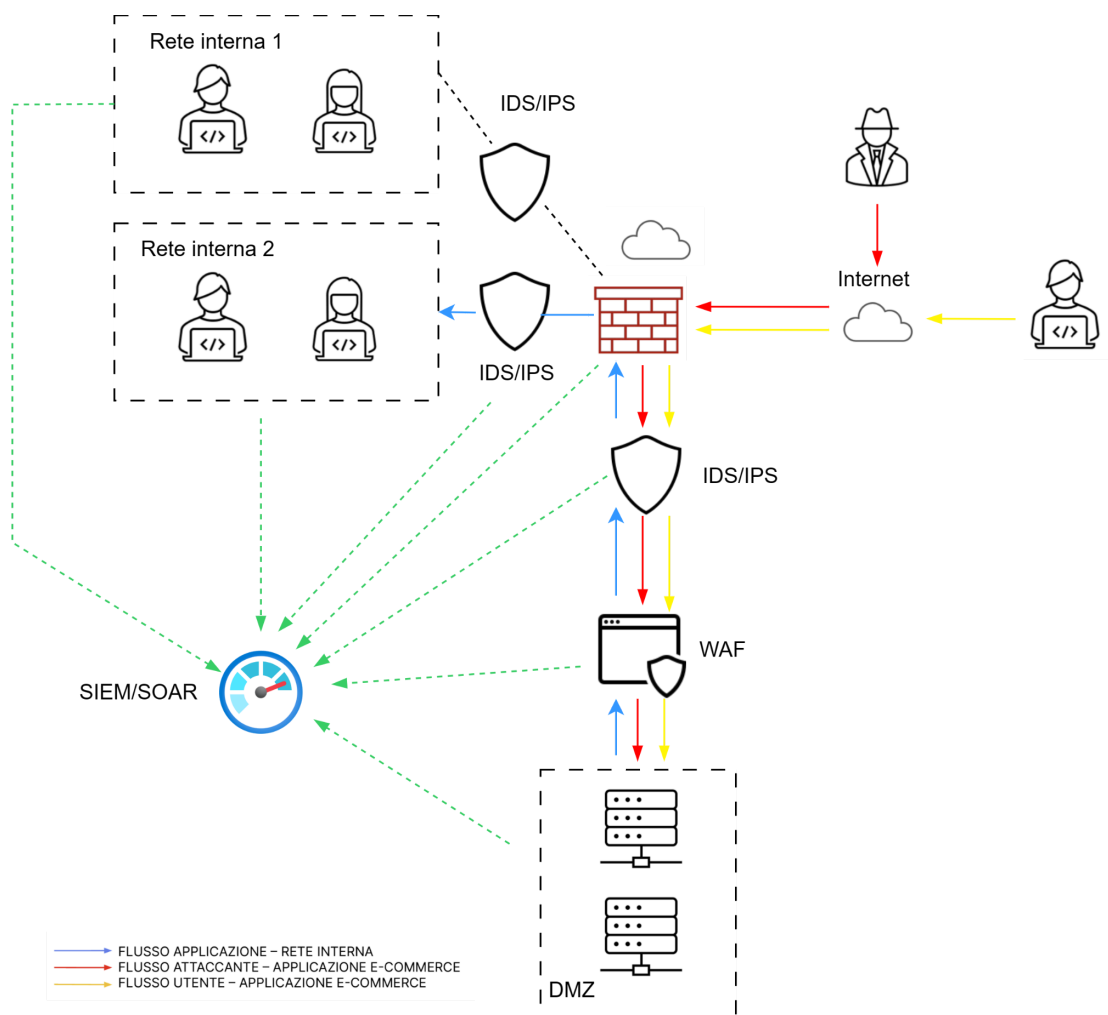 Rete interna 1
IDS/IPS
Rete interna 2
Internet
IDS/IPS
IDS/IPS
WAF
SIEM/SOAR
FLUSSO APPLICAZIONE – RETE INTERNA
FLUSSO ATTACCANTE – APPLICAZIONE E-COMMERCE
FLUSSO UTENTE – APPLICAZIONE E-COMMERCE
DMZ